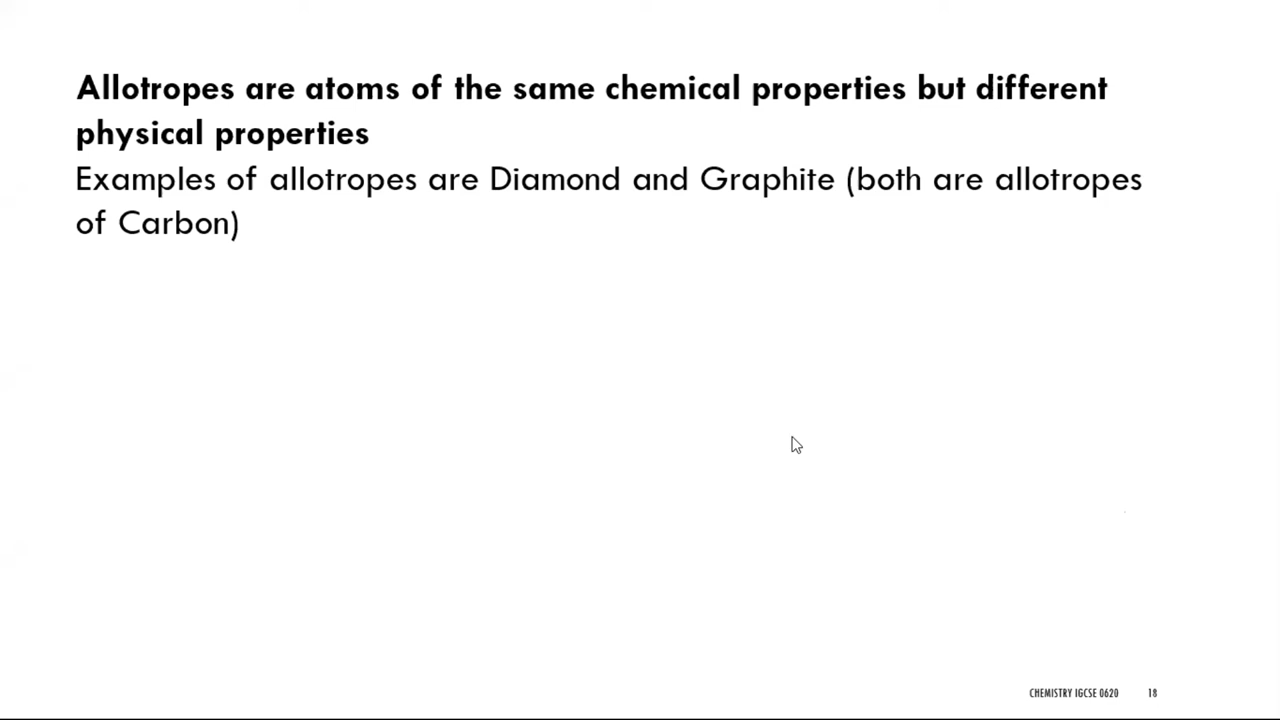 Allotropes are atoms of the same chemical properties but different
physical properties
Examples of allotropes are Diamond and Graphite (both are allotropes
of Carbon)
CHEMISTRY IGCSE 0620 18